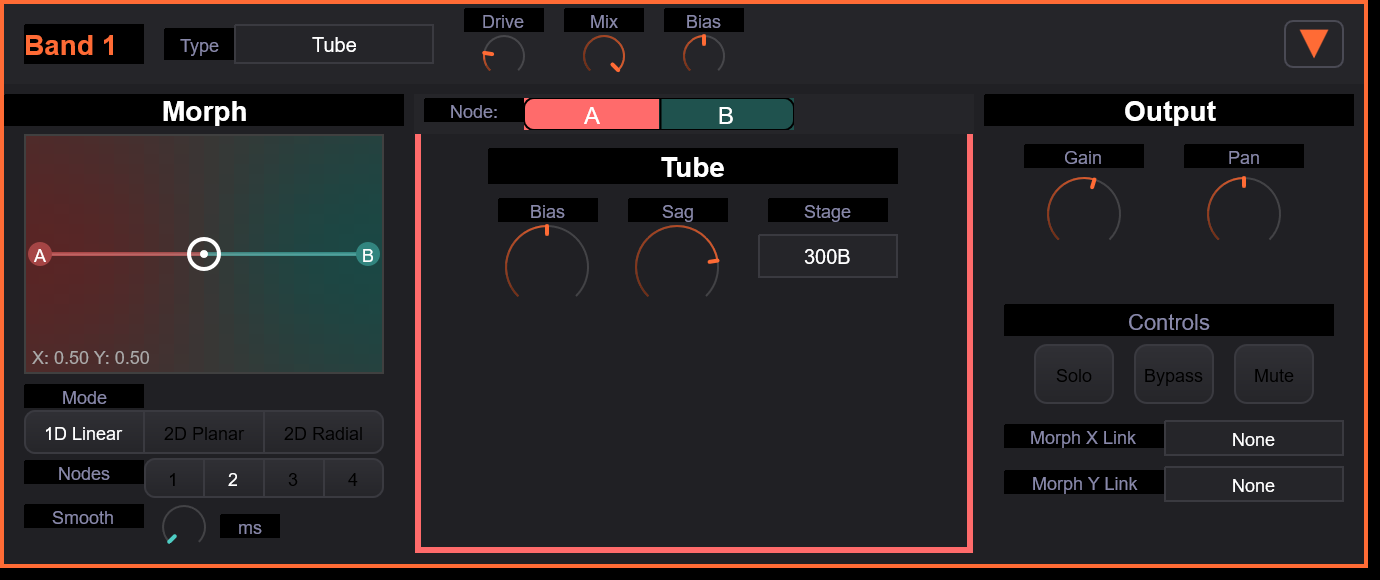 Drive Mix Bias
Band 1 Type Tube
Morph
Node: A B
Output
Tube
Gain Pan
Bias Sag Stage
300B
A B
X: 0.50 Y: 0.50
Controls
Solo Bypass Mute
Mode
1D Linear 2D Planar 2D Radial
Morph X Link None
Nodes 1 2 3 4
Morph Y Link None
Smooth ms